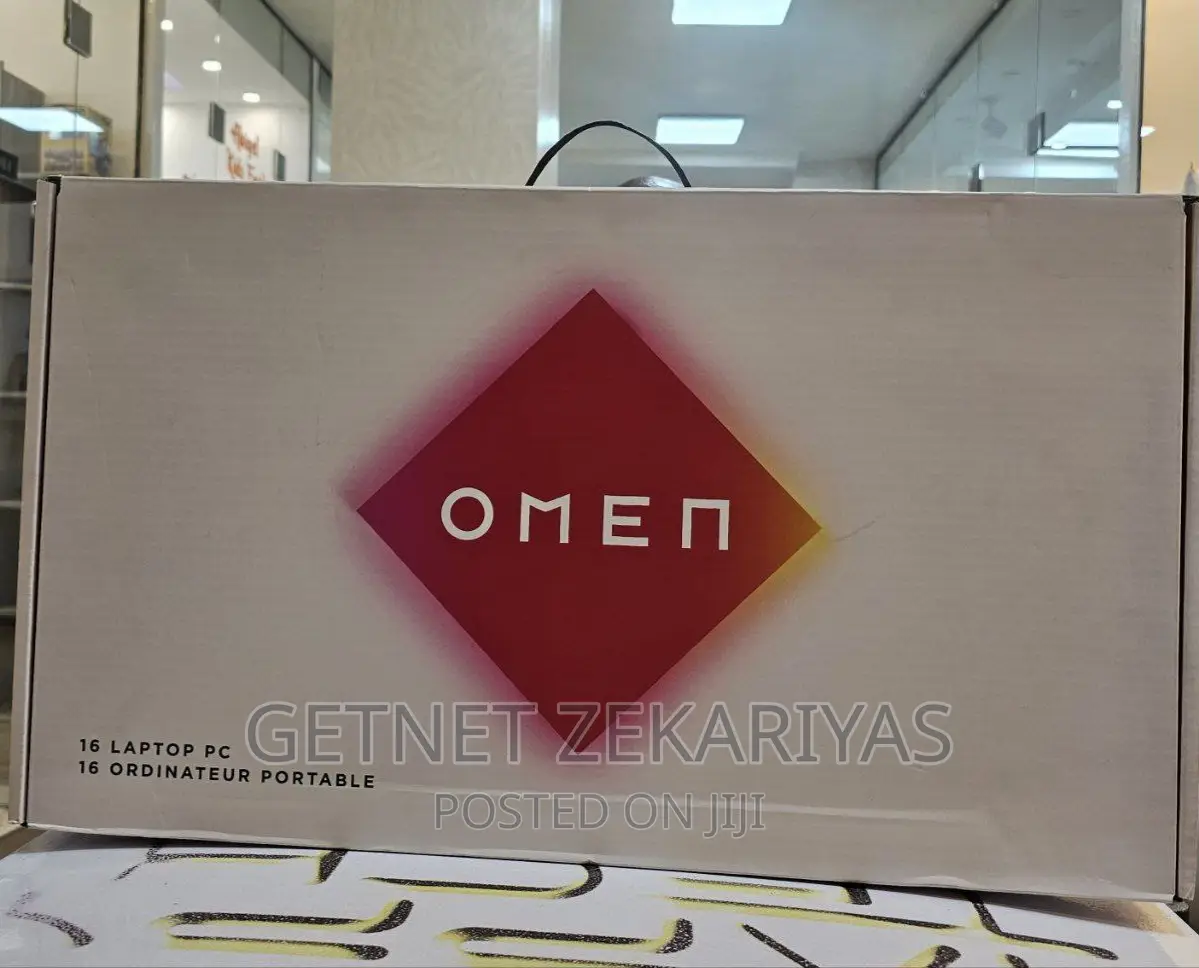 OMEN
16 LAPTOP PC
16 ORDINATEUR PORTABLE
GETNET ZEKARIYAS
POSTED ON JIJI